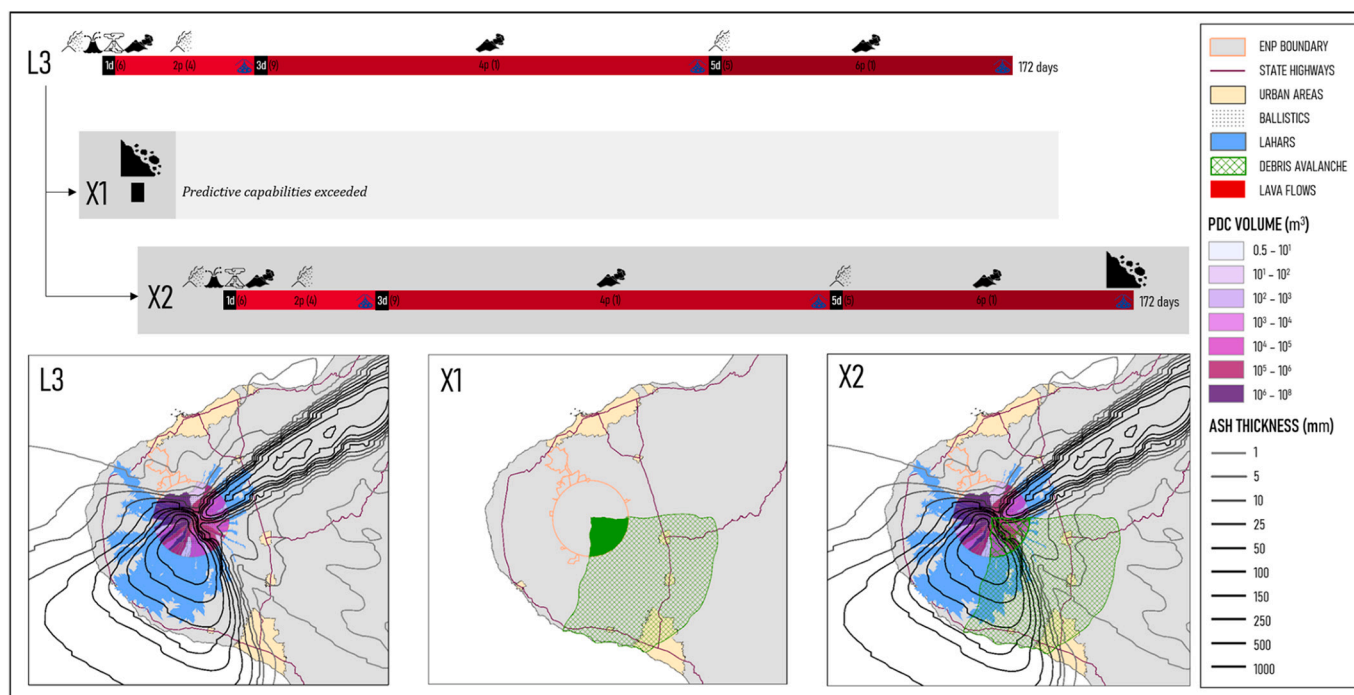 L3
1d (6) 2p (4) 3d (9) 4p (1) 5d (5) 6p (1) 172 days
X1
Predictive capabilities exceeded
X2
1d (6) 2p (4) 3d (9) 4p (1) 5d (5) 6p (1) 172 days
L3
X1
X2
ENP BOUNDARY
STATE HIGHWAYS
URBAN AREAS
BALLISTICS
LAHARS
DEBRIS AVALANCHE
LAVA FLOWS
PDC VOLUME (m³)
0.5 – 10¹
10¹ – 10²
10² – 10³
10³ – 10⁴
10⁴ – 10⁵
10⁵ – 10⁶
10⁶ – 10⁸
ASH THICKNESS (mm)
1
5
10
25
50
100
150
250
500
1000